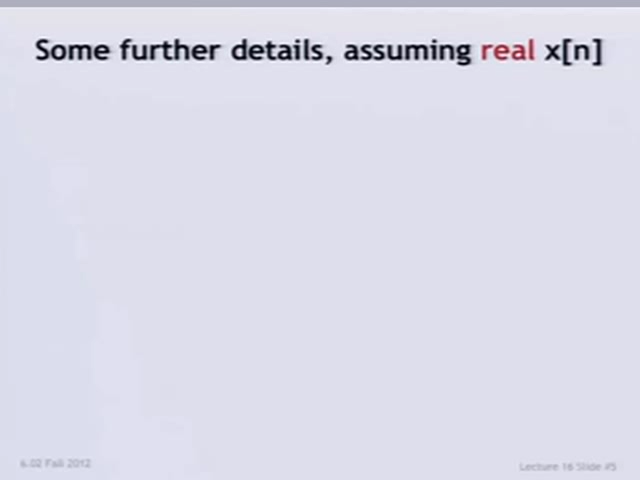 Some further details, assuming real x[n]
6.02 Fall 2012
Lecture 16 Slide #5